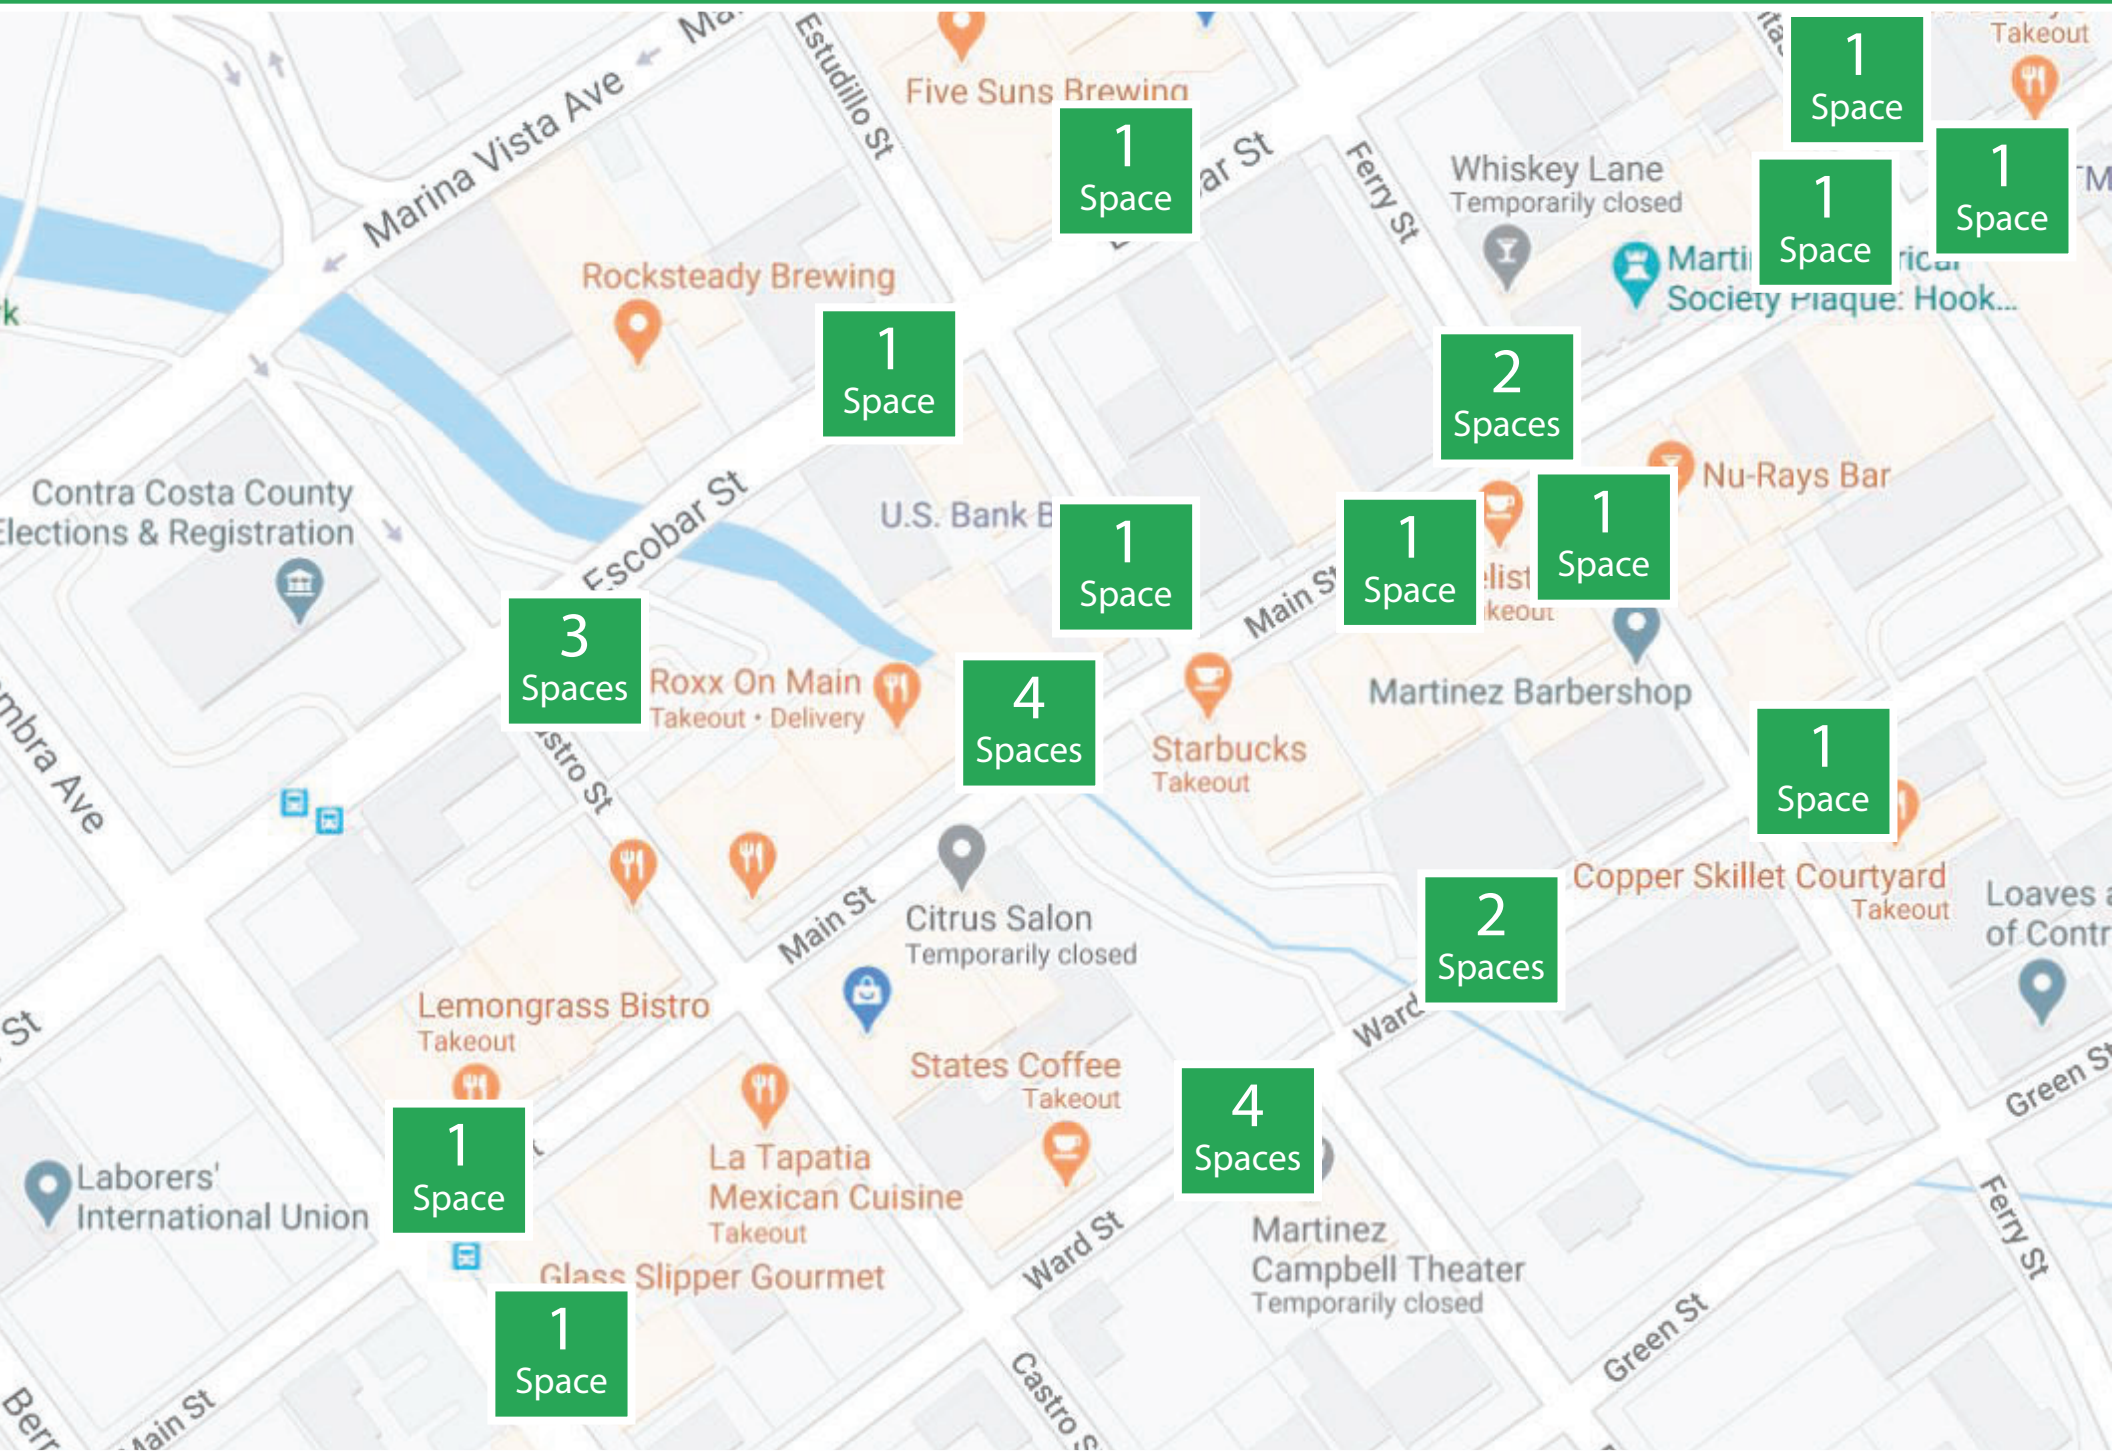 Estudillo St
Takeout
1
Space
Five Suns Brewing
Marina Vista Ave
1
Space
Ferry St
Whiskey Lane
Temporarily closed
1
Space
1
Space
Rocksteady Brewing
Society Plaque: Hook...
1
Space
2
Spaces
Contra Costa County
Elections & Registration
Escobar St
U.S. Bank
Nu-Rays Bar
1
Space
Main St
1
Space
1
Space
3
Spaces
Roxx On Main
Takeout • Delivery
4
Spaces
Starbucks
Takeout
Martinez Barbershop
1
Space
Main St
Citrus Salon
Temporarily closed
2
Spaces
Copper Skillet Courtyard
Takeout
Loaves
Lemongrass Bistro
Takeout
Ward
States Coffee
Takeout
4
Spaces
Green St
1
Space
Laborers'
International Union
La Tapatia
Mexican Cuisine
Takeout
Glass Slipper Gourmet
Ward St
Martinez
Campbell Theater
Temporarily closed
Ferry St
1
Space
Green St
Castro
St